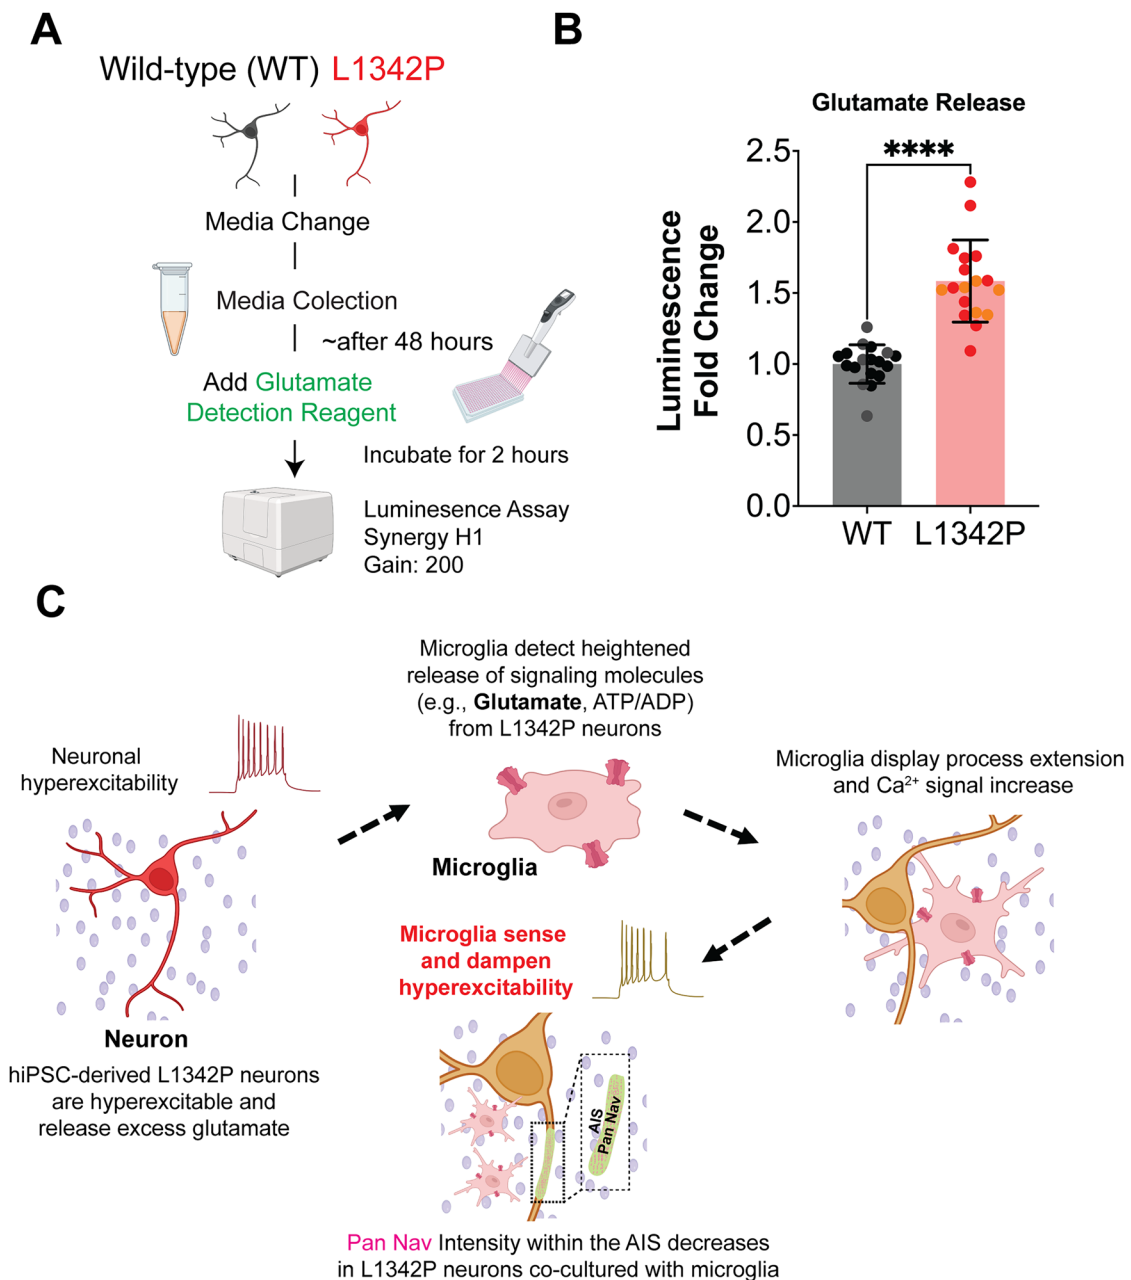 A
Wild-type (WT) L1342P
Media Change
Media Colection
~after 48 hours
Add Glutamate
Detection Reagent
Incubate for 2 hours
Luminesence Assay
Synergy H1
Gain: 200
B
Glutamate Release
****
Luminescence
Fold Change
2.5
2.0
1.5
1.0
0.5
0.0
WT
L1342P
C
Neuronal
hyperexcitability
Neuron
hiPSC-derived L1342P neurons
are hyperexcitable and
release excess glutamate
Microglia detect heightened
release of signaling molecules
(e.g., Glutamate, ATP/ADP)
from L1342P neurons
Microglia
Microglia display process extension
and Ca²⁺ signal increase
Microglia sense
and dampen
hyperexcitability
AIS
Pan Nav
Pan Nav Intensity within the AIS decreases
in L1342P neurons co-cultured with microglia